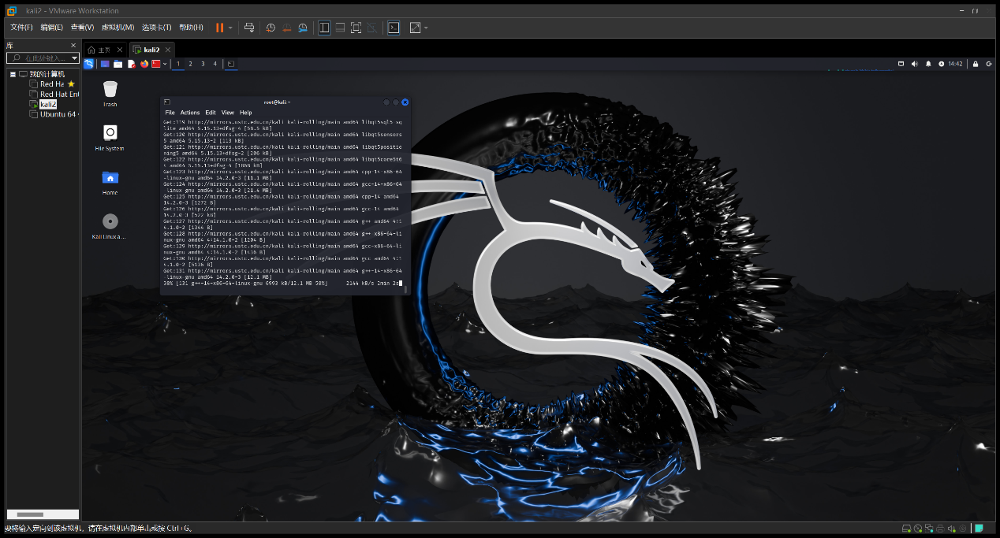 kali2 - VMware Workstation
文件(F) 编辑(E) 查看(V) 虚拟机(M) 选项卡(T) 帮助(H)
库
在此处键入...
主页
kali2
1 2 3 4
14:42
我的计算机
Red Ha
Red Hat Ent
kali2
Ubuntu 64
Trash
File System
Home
Kali Linux a...
root@kali: ~
File Actions Edit View Help
Get:119 http://mirrors.ustc.edu.cn/kali kali-rolling/main amd64 libqt5sql5-sq
lite amd64 5.15.13+dfsg-4 [58.5 kB]
Get:120 http://mirrors.ustc.edu.cn/kali kali-rolling/main amd64 libqt5sensors
5 amd64 5.15.13-2 [113 kB]
Get:121 http://mirrors.ustc.edu.cn/kali kali-rolling/main amd64 libqt5positio
ning5 amd64 5.15.13+dfsg-2 [206 kB]
Get:122 http://mirrors.ustc.edu.cn/kali kali-rolling/main amd64 libqt5core5t6
4 amd64 5.15.13+dfsg-4 [1868 kB]
Get:123 http://mirrors.ustc.edu.cn/kali kali-rolling/main amd64 cpp-14-x86-64
-linux-gnu amd64 14.2.0-3 [11.1 MB]
Get:124 http://mirrors.ustc.edu.cn/kali kali-rolling/main amd64 gcc-14-x86-64
-linux-gnu amd64 14.2.0-3 [21.4 MB]
Get:125 http://mirrors.ustc.edu.cn/kali kali-rolling/main amd64 cpp-14 amd64
14.2.0-3 [1272 B]
Get:126 http://mirrors.ustc.edu.cn/kali kali-rolling/main amd64 gcc-14 amd64
14.2.0-3 [522 kB]
Get:127 http://mirrors.ustc.edu.cn/kali kali-rolling/main amd64 g++ amd64 4:1
4.1.0-2 [1344 B]
Get:128 http://mirrors.ustc.edu.cn/kali kali-rolling/main amd64 g++-x86-64-li
nux-gnu amd64 4:14.1.0-2 [1204 B]
Get:129 http://mirrors.ustc.edu.cn/kali kali-rolling/main amd64 gcc-x86-64-li
nux-gnu amd64 4:14.1.0-2 [1436 B]
Get:130 http://mirrors.ustc.edu.cn/kali kali-rolling/main amd64 gcc amd64 4:1
4.1.0-2 [5136 B]
Get:131 http://mirrors.ustc.edu.cn/kali kali-rolling/main amd64 g++-14-x86-64
-linux-gnu amd64 14.2.0-3 [12.1 MB]
38% [131 g++-14-x86-64-linux-gnu 6993 kB/12.1 MB 58%] 2144 kB/s 2min 2s
要将输入定向到该虚拟机，请在虚拟机内部单击或按 Ctrl+G。